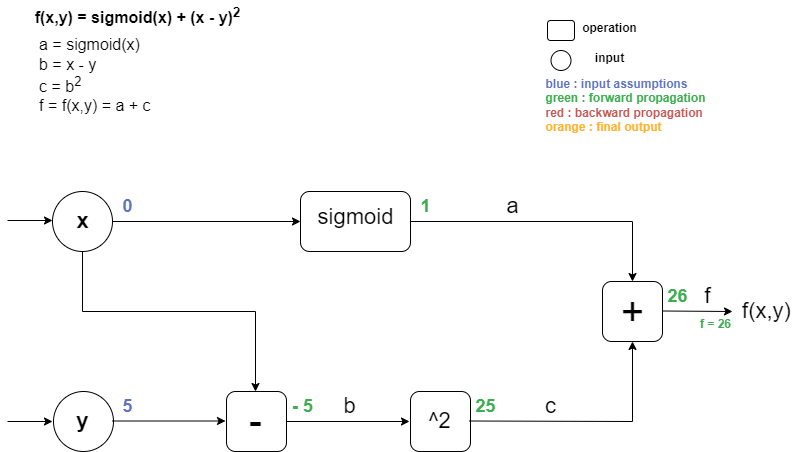 f(x,y) = sigmoid(x) + (x - y)²
a = sigmoid(x)
b = x - y
c = b²
f = f(x,y) = a + c
operation
input
blue : input assumptions
green : forward propagation
red : backward propagation
orange : final output
x
0
sigmoid
1
a
+
26
f
f = 26
f(x,y)
y
5
-
- 5
b
^2
25
c